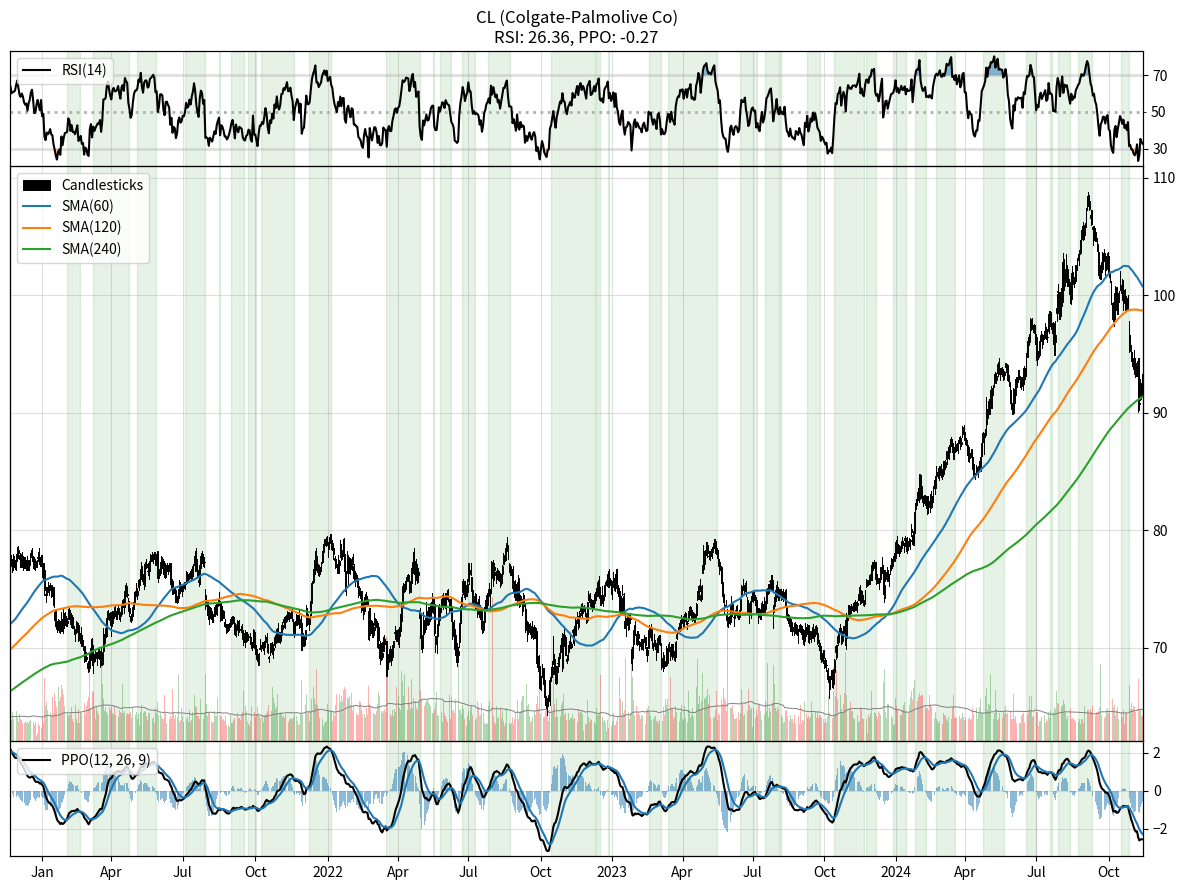 CL (Colgate-Palmolive Co)
RSI: 26.36, PPO: -0.27
RSI(14)
70
50
30
Candlesticks
SMA(60)
SMA(120)
SMA(240)
110
100
90
80
70
PPO(12, 26, 9)
2
0
−2
Jan Apr Jul Oct 2022 Apr Jul Oct 2023 Apr Jul Oct 2024 Apr Jul Oct